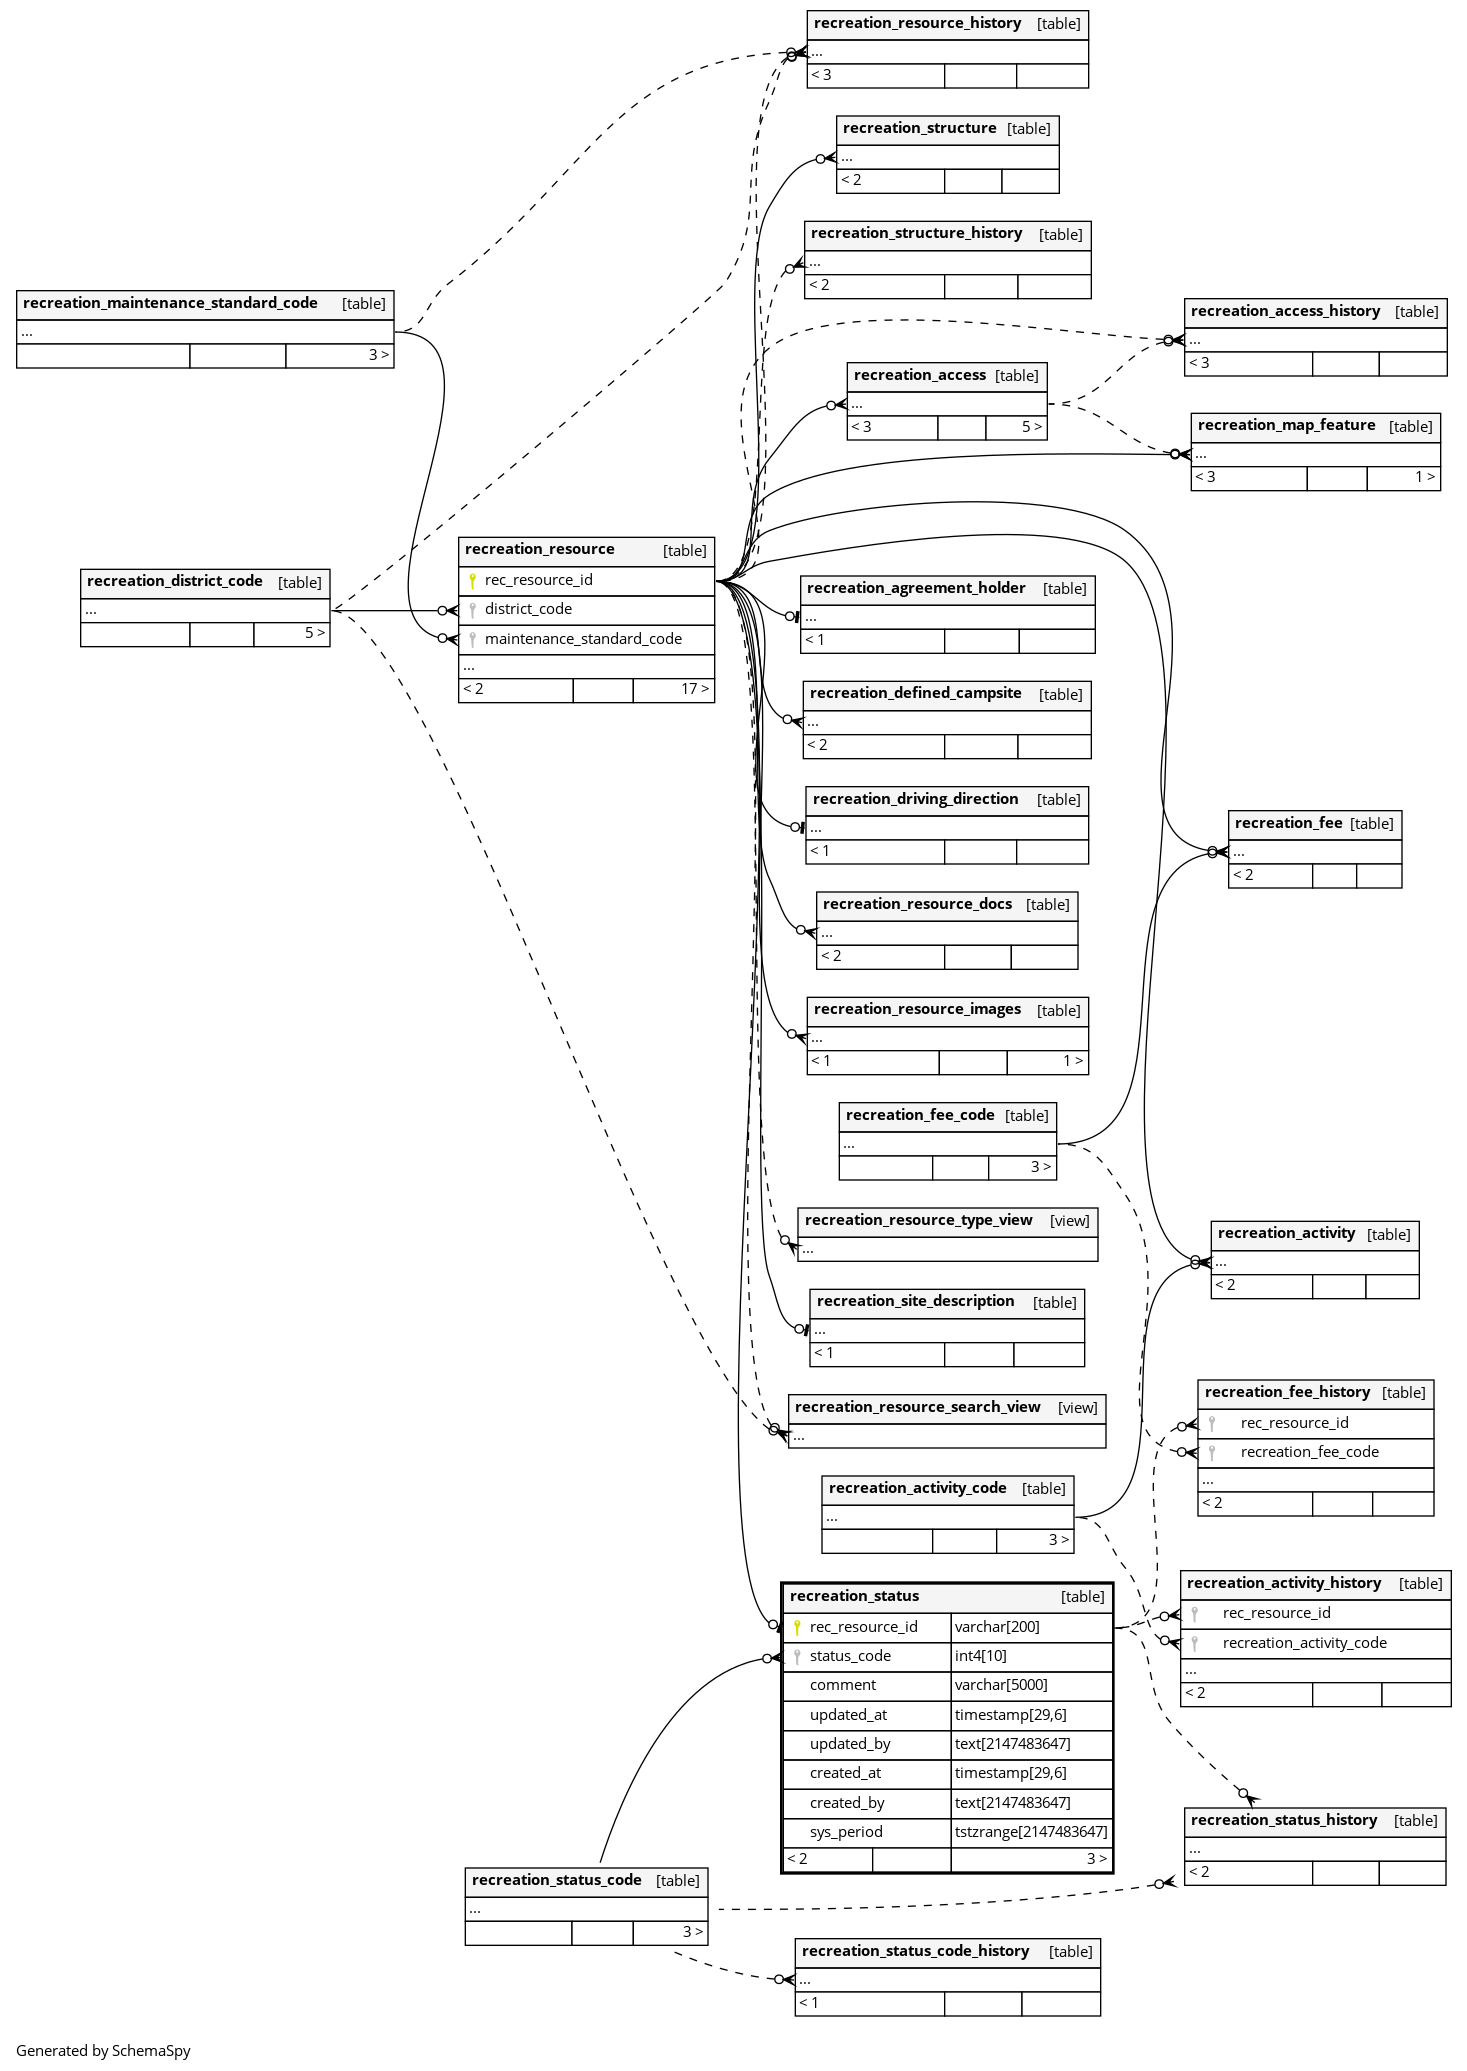 recreation_resource_history [table]
...
< 3
recreation_structure [table]
...
< 2
recreation_structure_history [table]
...
< 2
recreation_maintenance_standard_code [table]
...
3 >
recreation_access_history [table]
...
< 3
recreation_access [table]
...
< 3 5 >
recreation_map_feature [table]
...
< 3 1 >
recreation_district_code [table]
...
5 >
recreation_resource [table]
rec_resource_id
district_code
maintenance_standard_code
...
< 2 17 >
recreation_agreement_holder [table]
...
< 1
recreation_defined_campsite [table]
...
< 2
recreation_driving_direction [table]
...
< 1
recreation_fee [table]
...
< 2
recreation_resource_docs [table]
...
< 2
recreation_resource_images [table]
...
< 1 1 >
recreation_fee_code [table]
...
3 >
recreation_resource_type_view [view]
...
recreation_activity [table]
...
< 2
recreation_site_description [table]
...
< 1
recreation_resource_search_view [view]
...
recreation_fee_history [table]
rec_resource_id
recreation_fee_code
...
< 2
recreation_activity_code [table]
...
3 >
recreation_activity_history [table]
rec_resource_id
recreation_activity_code
...
< 2
recreation_status [table]
rec_resource_id varchar[200]
status_code int4[10]
comment varchar[5000]
updated_at timestamp[29,6]
updated_by text[2147483647]
created_at timestamp[29,6]
created_by text[2147483647]
sys_period tstzrange[2147483647]
< 2 3 >
recreation_status_history [table]
...
< 2
recreation_status_code [table]
...
3 >
recreation_status_code_history [table]
...
< 1
Generated by SchemaSpy